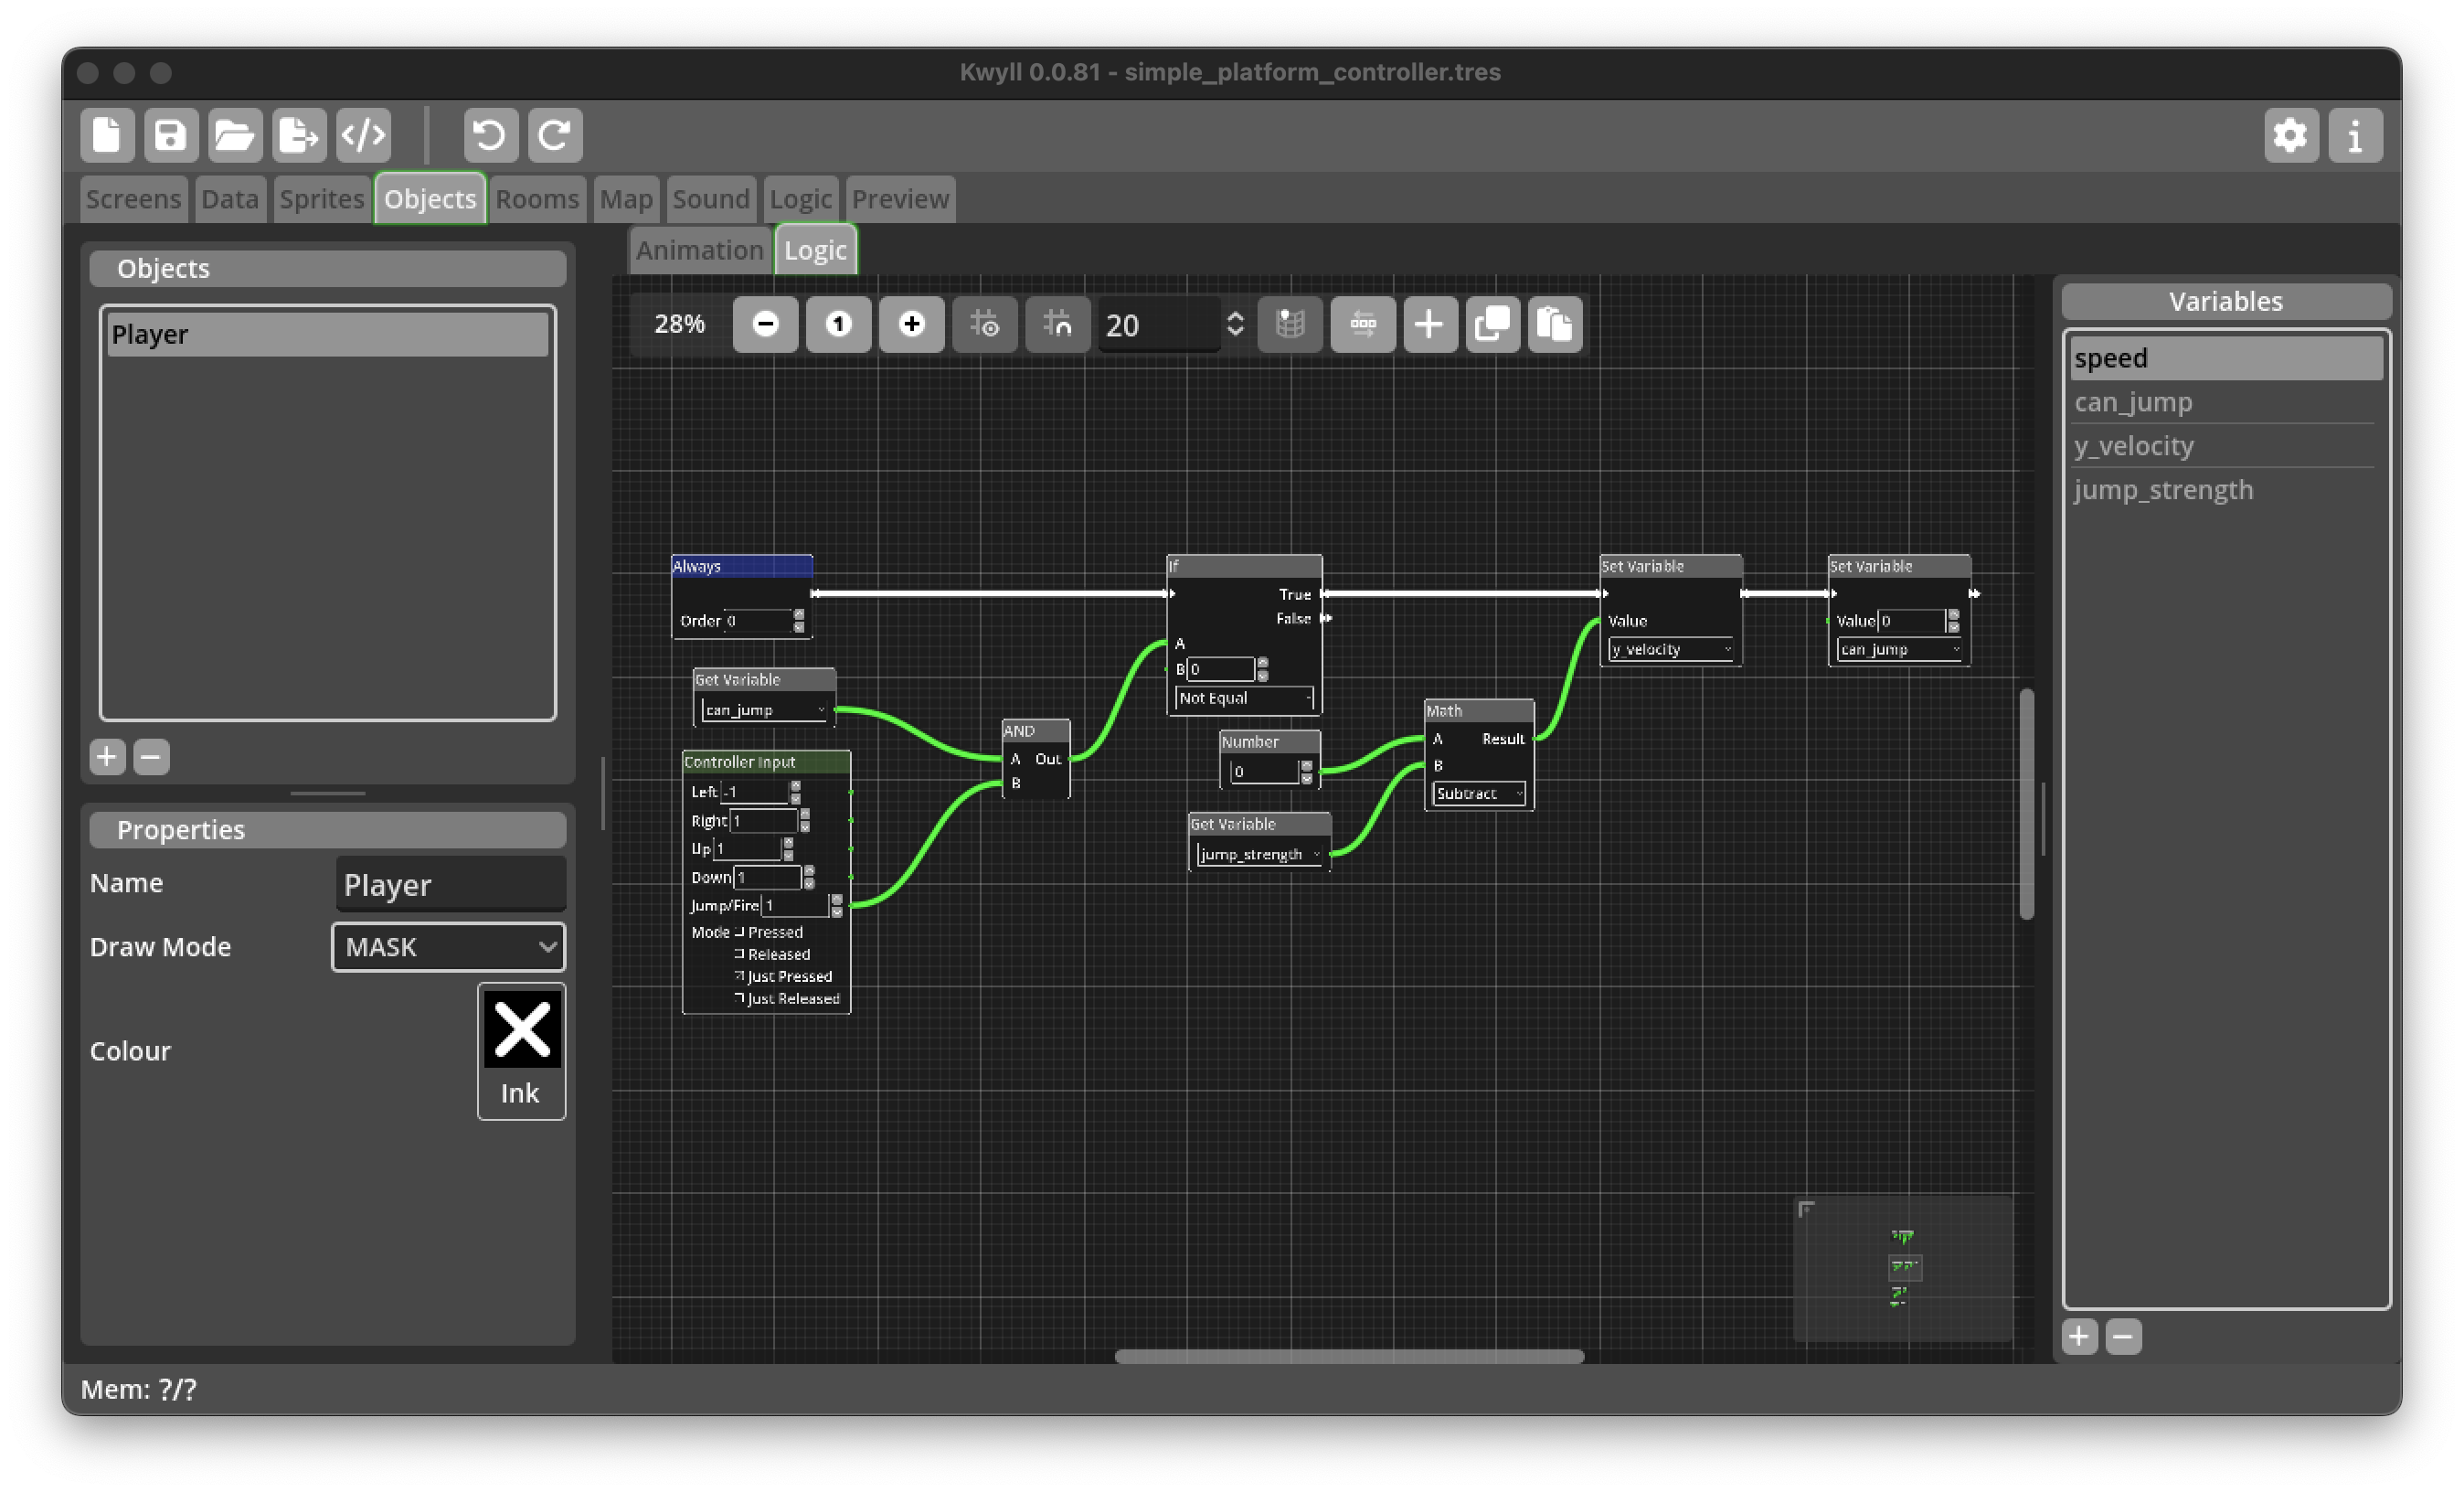 Kwyll 0.0.81 - simple_platform_controller.tres
Screens Data Sprites Objects Rooms Map Sound Logic Preview
Animation Logic
Objects
Player
28% 1 20
Variables
speed
can_jump
y_velocity
jump_strength
Always
Order 0
Get Variable
can_jump
Controller Input
Left -1
Right 1
Up 1
Down 1
Jump/Fire 1
Mode Pressed
Released
Just Pressed
Just Released
AND
A Out
B
If
True
False
A
B 0
Not Equal
Number
0
Get Variable
jump_strength
Math
A Result
B
Subtract
Set Variable
Value
y_velocity
Set Variable
Value 0
can_jump
Properties
Name Player
Draw Mode MASK
Colour
Ink
Mem: ?/?